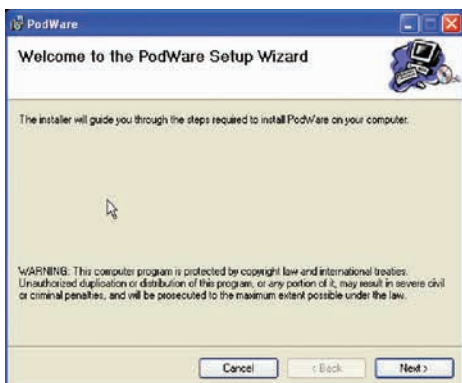 PodWare
Welcome to the PodWare Setup Wizard
The installer will guide you through the steps required to install PodWare on your computer.
WARNING: This computer program is protected by copyright law and international treaties.
Unauthorized duplication or distribution of this program, or any portion of it, may result in severe civil
or criminal penalties, and will be prosecuted to the maximum extent possible under the law.
Cancel
< Back
Next >